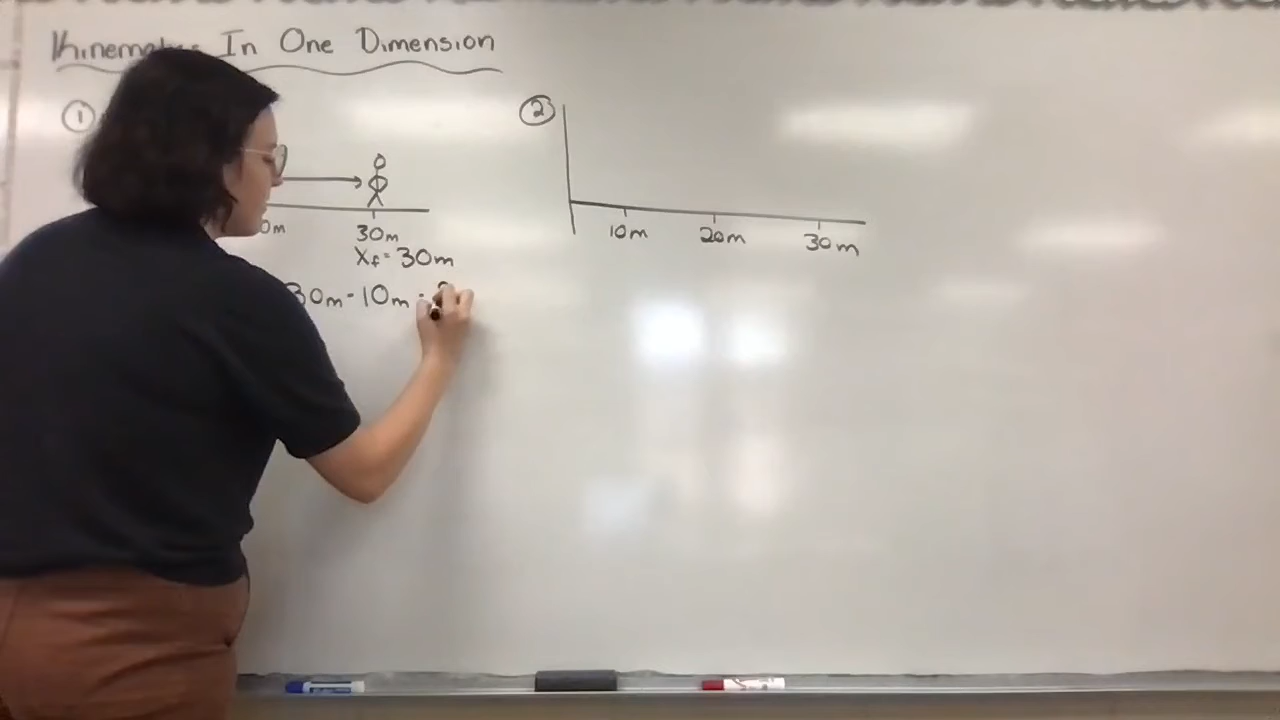 In One Dimension
①
0m 30m
Xf = 30m
30m - 10m =
②
10m 20m 30m